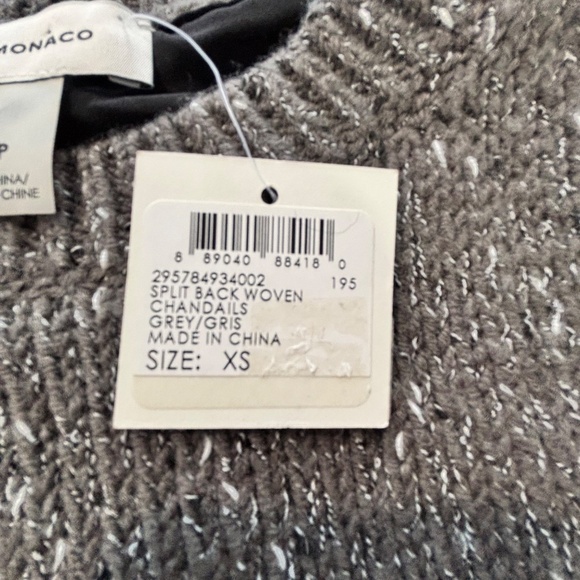 MONACO
P
INA/
CHINE
8 89040 88418 0
295784934002 195
SPLIT BACK WOVEN
CHANDAILS
GREY/GRIS
MADE IN CHINA
SIZE: XS